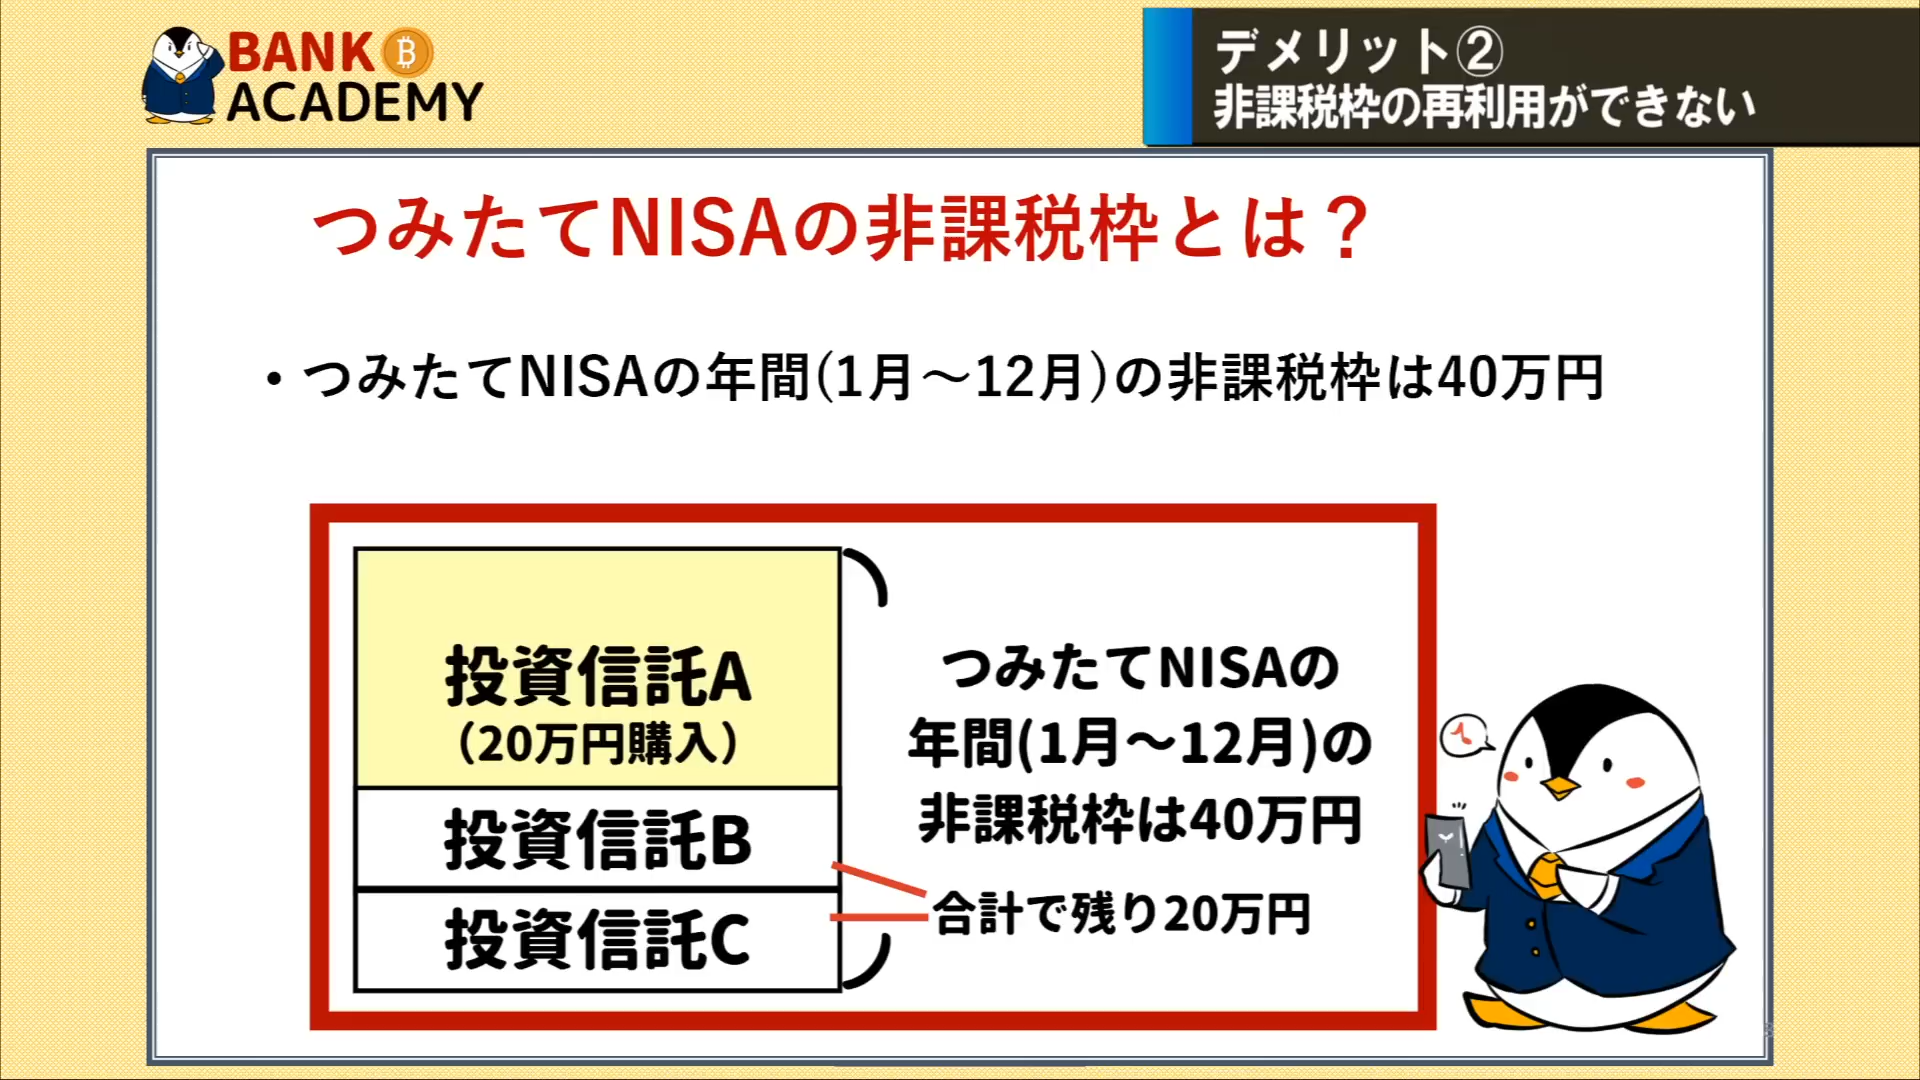 BANK
ACADEMY
デメリット②
非課税枠の再利用ができない
つみたてNISAの非課税枠とは？
・つみたてNISAの年間(1月～12月)の非課税枠は40万円
投資信託A
（20万円購入）
投資信託B
投資信託C
つみたてNISAの
年間(1月～12月)の
非課税枠は40万円
合計で残り20万円